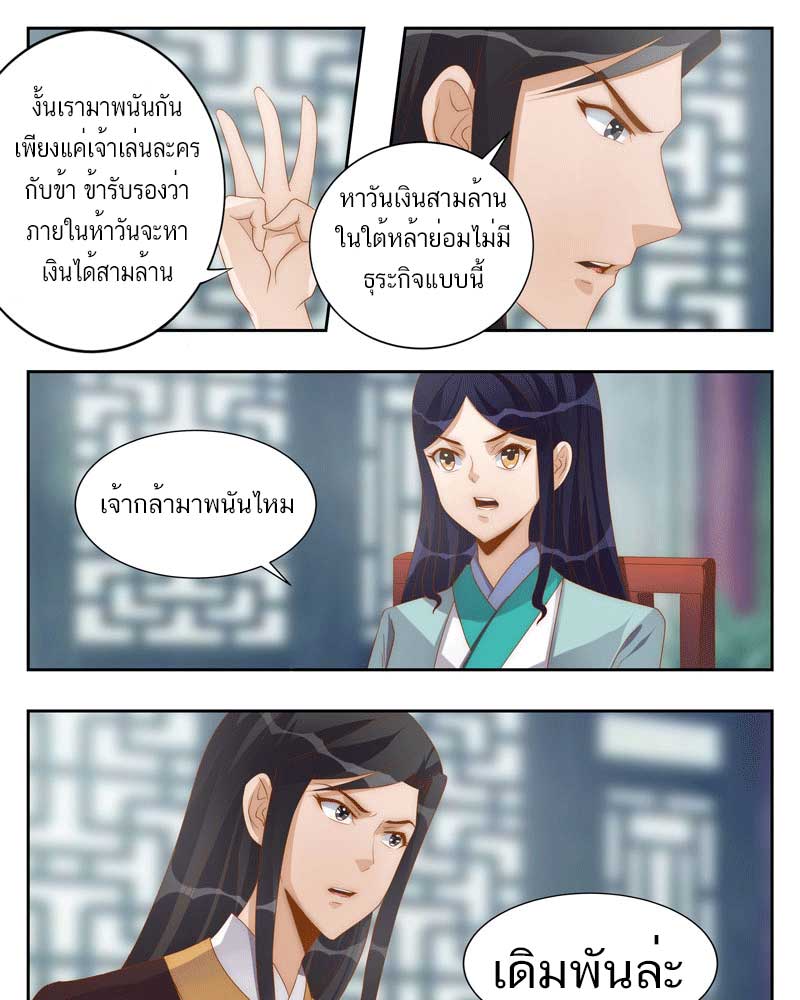 งั้นเรามาพนันกัน
เพียงแค่เจ้าเล่นละคร
กับข้า ข้ารับรองว่า
ภายในห้าวันจะหา
เงินได้สามล้าน
หาวันเงินสามล้าน
ในใต้หล้าย่อมไม่มี
ธุระกิจแบบนี้
เจ้ากล้ามาพนันไหม
เดิมพันล่ะ